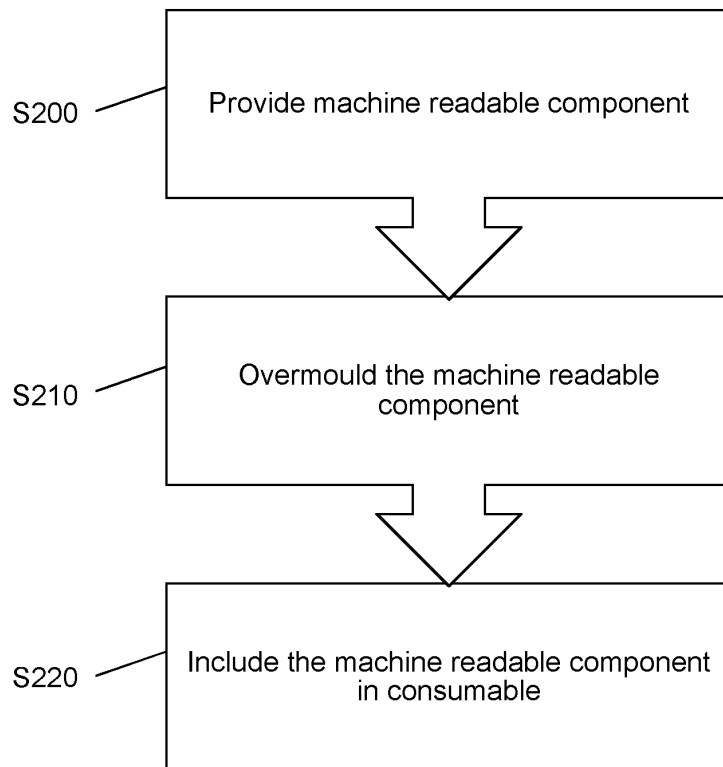 S200
Provide machine readable component
S210
Overmould the machine readable
component
S220
Include the machine readable component
in consumable